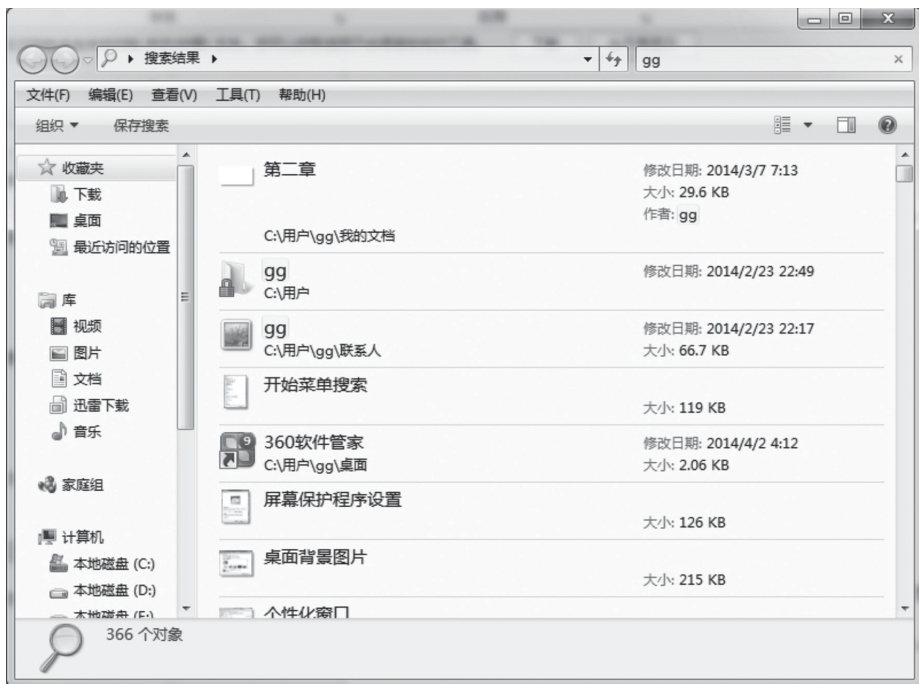 搜索结果
gg
文件(F) 编辑(E) 查看(V) 工具(T) 帮助(H)
组织 保存搜索
收藏夹
下载
桌面
最近访问的位置
库
视频
图片
文档
迅雷下载
音乐
家庭组
计算机
本地磁盘 (C:)
本地磁盘 (D:)
本地磁盘 (E:)
第二章
修改日期: 2014/3/7 7:13
大小: 29.6 KB
作者: gg
C:\用户\gg\我的文档
gg
修改日期: 2014/2/23 22:49
C:\用户
gg
修改日期: 2014/2/23 22:17
C:\用户\gg\联系人
大小: 66.7 KB
开始菜单搜索
大小: 119 KB
360软件管家
修改日期: 2014/4/2 4:12
C:\用户\gg\桌面
大小: 2.06 KB
屏幕保护程序设置
大小: 126 KB
桌面背景图片
大小: 215 KB
个性化窗口
366 个对象